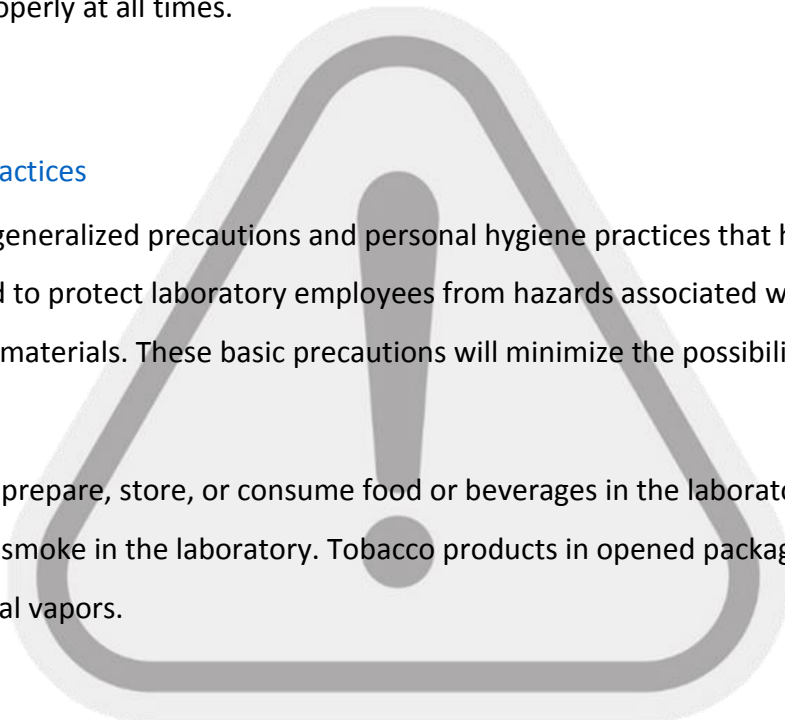 operly at all times.
actices
generalized precautions and personal hygiene practices that h
d to protect laboratory employees from hazards associated w
materials. These basic precautions will minimize the possibili
prepare, store, or consume food or beverages in the laborato
smoke in the laboratory. Tobacco products in opened packag
al vapors.